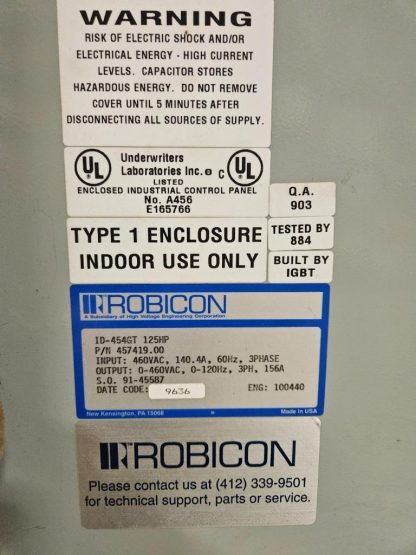 WARNING
RISK OF ELECTRIC SHOCK AND/OR
ELECTRICAL ENERGY - HIGH CURRENT
LEVELS. CAPACITOR STORES
HAZARDOUS ENERGY. DO NOT REMOVE
COVER UNTIL 5 MINUTES AFTER
DISCONNECTING ALL SOURCES OF SUPPLY.
UL Underwriters Laboratories Inc.® C UL
LISTED
ENCLOSED INDUSTRIAL CONTROL PANEL
No. A456
E165766
Q.A.
903
TYPE 1 ENCLOSURE
INDOOR USE ONLY
TESTED BY
884
BUILT BY
IGBT
ROBICON
A Subsidiary of High Voltage Engineering Corporation
ID-454GT 125HP
P/N 457419.00
INPUT: 460VAC, 140.4A, 60Hz, 3PHASE
OUTPUT: 0-460VAC, 0-120Hz, 3PH, 156A
S.O. 91-45587
DATE CODE: 9636 ENG: 100440
New Kensington, PA 15068 Made in USA
ROBICON
Please contact us at (412) 339-9501
for technical support, parts or service.